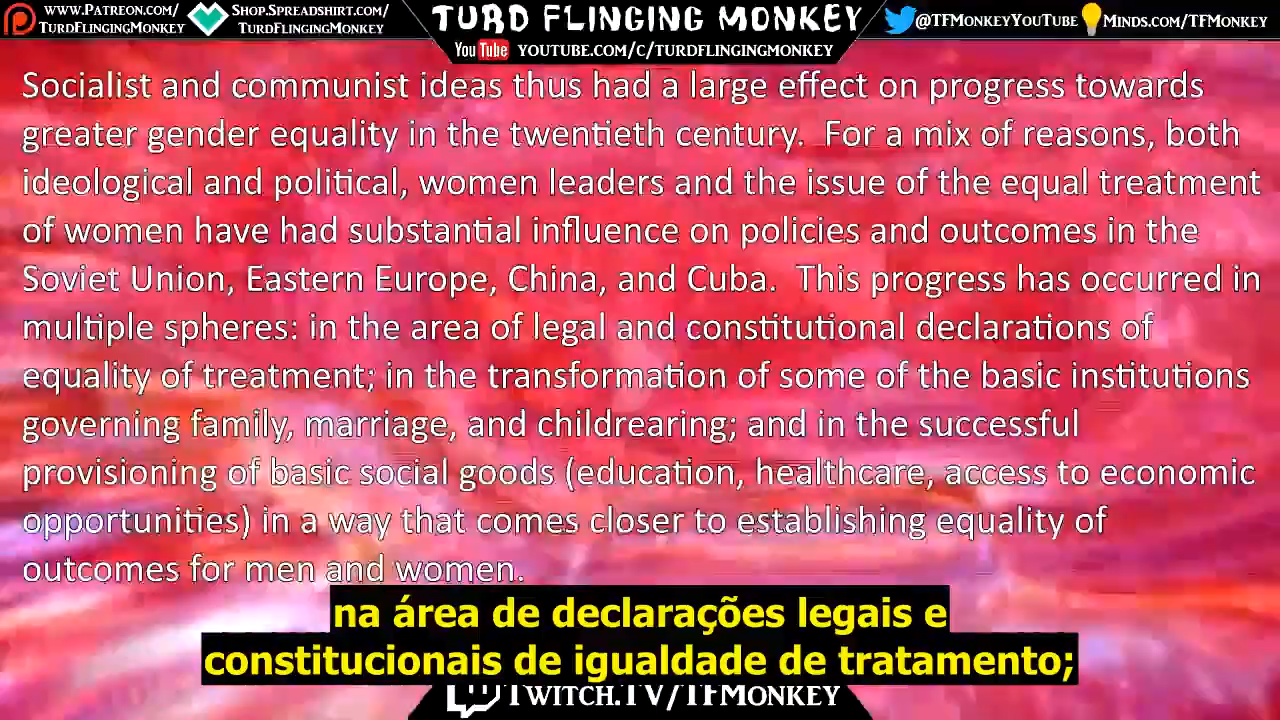 www.Patreon.com/
TurdFlingingMonkey
Shop.Spreadshirt.com/
TurdFlingingMonkey
TURD FLINGING MONKEY
You Tube youtube.com/c/turdflingingmonkey
@TFMonkeyYouTube
Minds.com/TFMonkey
Socialist and communist ideas thus had a large effect on progress towards
greater gender equality in the twentieth century. For a mix of reasons, both
ideological and political, women leaders and the issue of the equal treatment
of women have had substantial influence on policies and outcomes in the
Soviet Union, Eastern Europe, China, and Cuba. This progress has occurred in
multiple spheres: in the area of legal and constitutional declarations of
equality of treatment; in the transformation of some of the basic institutions
governing family, marriage, and childrearing; and in the successful
provisioning of basic social goods (education, healthcare, access to economic
opportunities) in a way that comes closer to establishing equality of
outcomes for men and women.
na área de declarações legais e
constitucionais de igualdade de tratamento;
Twitch.TV/TFMonkey